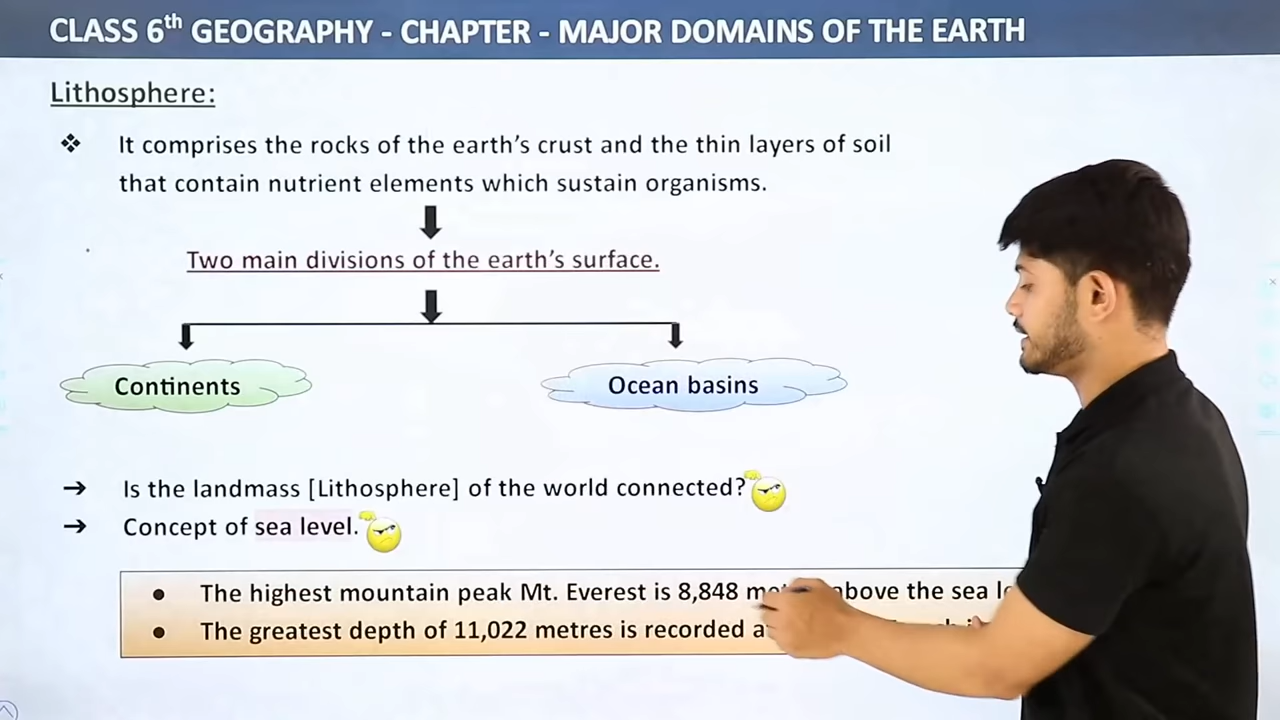 CLASS 6th GEOGRAPHY - CHAPTER - MAJOR DOMAINS OF THE EARTH
Lithosphere:
❖ It comprises the rocks of the earth's crust and the thin layers of soil
that contain nutrient elements which sustain organisms.
Two main divisions of the earth's surface.
Continents
Ocean basins
→ Is the landmass [Lithosphere] of the world connected?
→ Concept of sea level.
• The highest mountain peak Mt. Everest is 8,848 above the sea
• The greatest depth of 11,022 metres is recorded